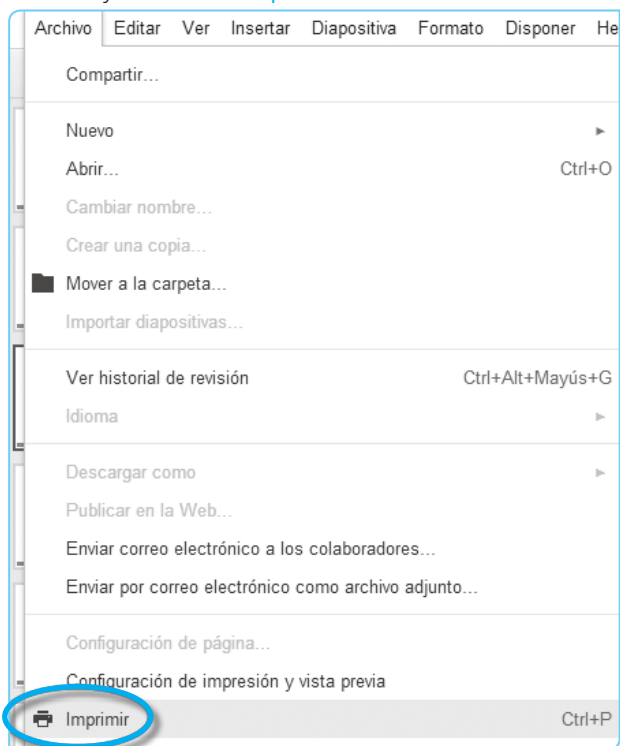 Archivo Editar Ver Insertar Diapositiva Formato Disponer He
Compartir...
Nuevo ►
Abrir... Ctrl+O
Cambiar nombre...
Crear una copia...
Mover a la carpeta...
Importar diapositivas...
Ver historial de revisión Ctrl+Alt+Mayús+G
Idioma ►
Descargar como ►
Publicar en la Web...
Enviar correo electrónico a los colaboradores...
Enviar por correo electrónico como archivo adjunto...
Configuración de página...
Configuración de impresión y vista previa
Imprimir Ctrl+P